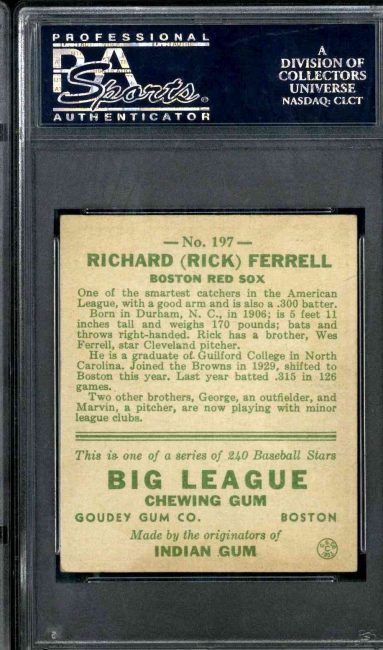 PROFESSIONAL
PSA
Sports
AUTHENTICATOR
A
DIVISION OF
COLLECTORS
UNIVERSE
NASDAQ: CLCT
— No. 197 —
RICHARD (RICK) FERRELL
BOSTON RED SOX
One of the smartest catchers in the American
League, with a good arm and is also a .300 batter.
Born in Durham, N. C., in 1906; is 5 feet 11
inches tall and weighs 170 pounds; bats and
throws right-handed. Rick has a brother, Wes
Ferrell, star Cleveland pitcher.
He is a graduate of Guilford College in North
Carolina. Joined the Browns in 1929, shifted to
Boston this year. Last year batted .315 in 126
games.
Two other brothers, George, an outfielder, and
Marvin, a pitcher, are now playing with minor
league clubs.
This is one of a series of 240 Baseball Stars
BIG LEAGUE
CHEWING GUM
GOUDEY GUM CO. BOSTON
Made by the originators of
INDIAN GUM